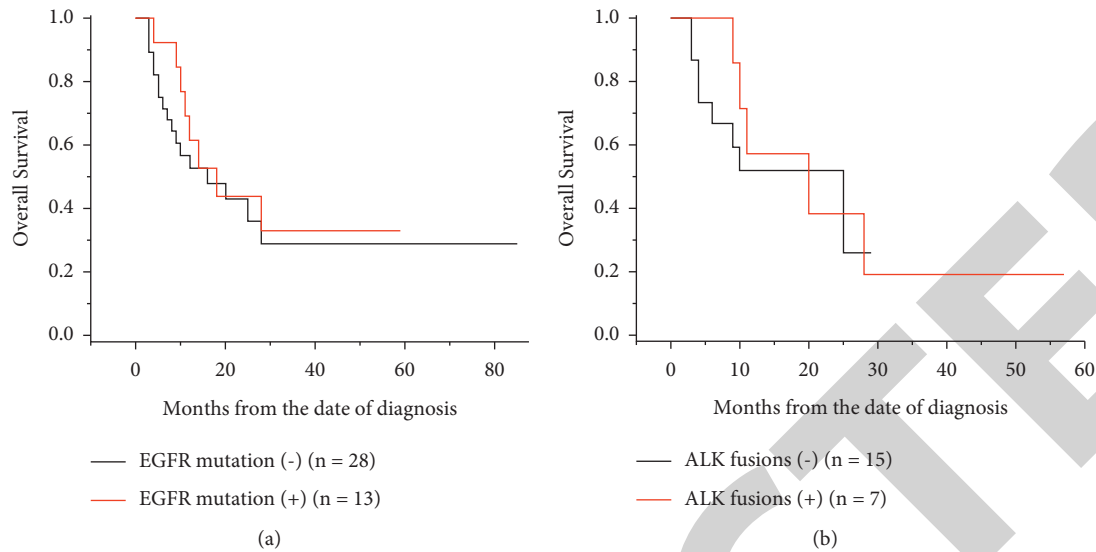 1.0
0.8
0.6
0.4
0.2
0.0
Overall Survival
0
20
40
60
80
Months from the date of diagnosis
EGFR mutation (-) (n = 28)
EGFR mutation (+) (n = 13)
(a)
1.0
0.8
0.6
0.4
0.2
0.0
Overall Survival
0
10
20
30
40
50
60
Months from the date of diagnosis
ALK fusions (-) (n = 15)
ALK fusions (+) (n = 7)
(b)